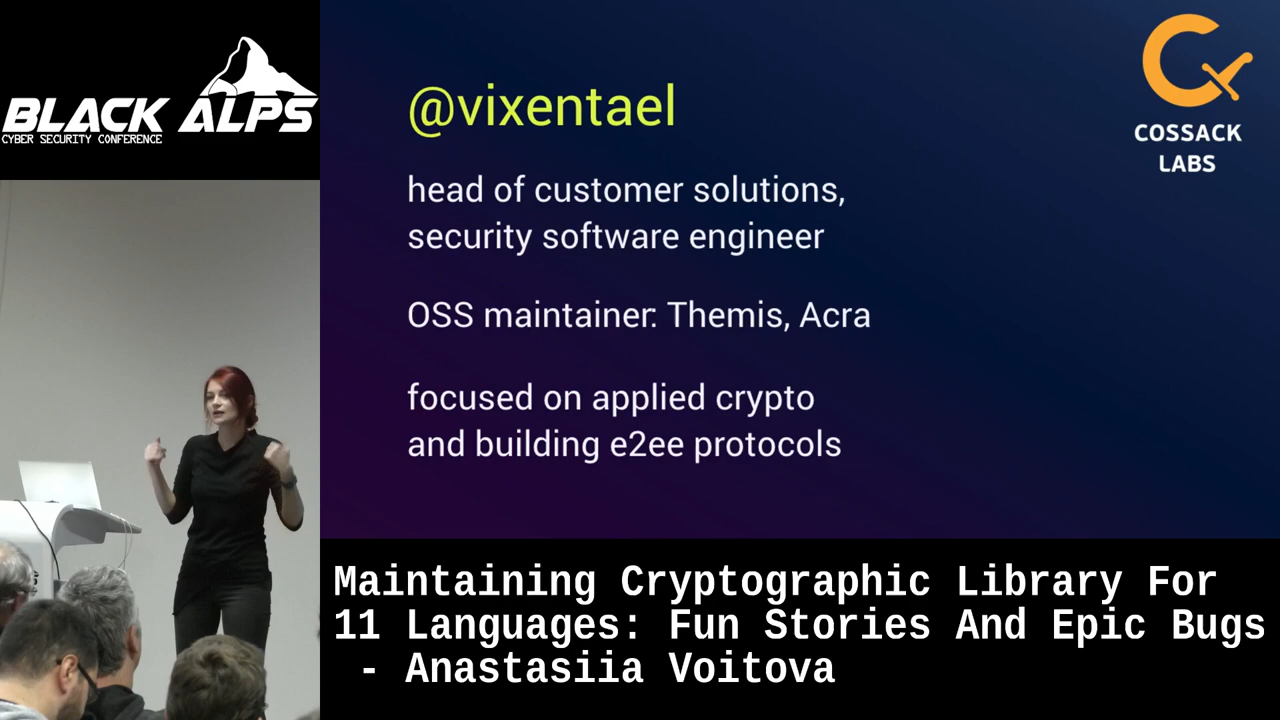 BLACK ALPS
CYBER SECURITY CONFERENCE
@vixentael
head of customer solutions,
security software engineer
OSS maintainer: Themis, Acra
focused on applied crypto
and building e2ee protocols
COSSACK
LABS
Maintaining Cryptographic Library For
11 Languages: Fun Stories And Epic Bugs
- Anastasiia Voitova